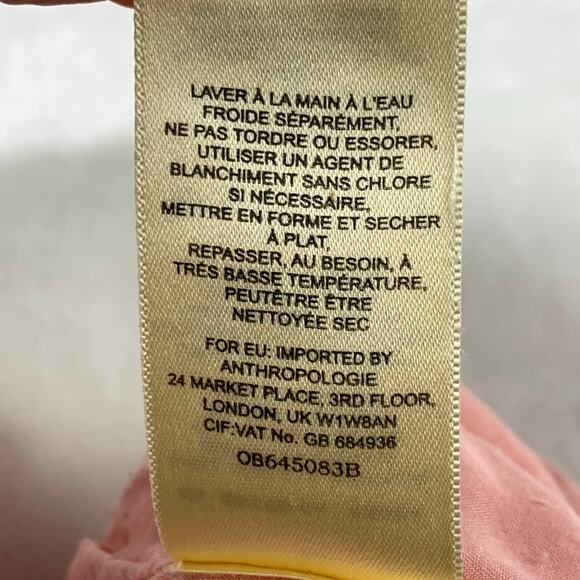 LAVER À LA MAIN À L'EAU
FROIDE SÉPARÉMENT,
NE PAS TORDRE OU ESSORER,
UTILISER UN AGENT DE
BLANCHIMENT SANS CHLORE
SI NÉCESSAIRE,
METTRE EN FORME ET SECHER
À PLAT,
REPASSER, AU BESOIN, À
TRÉS BASSE TEMPÉRATURE,
PEUTÊTRE ÊTRE
NETTOYÉE SEC
FOR EU: IMPORTED BY
ANTHROPOLOGIE
24 MARKET PLACE, 3RD FLOOR,
LONDON, UK W1W8AN
CIF:VAT No. GB 684936
OB645083B